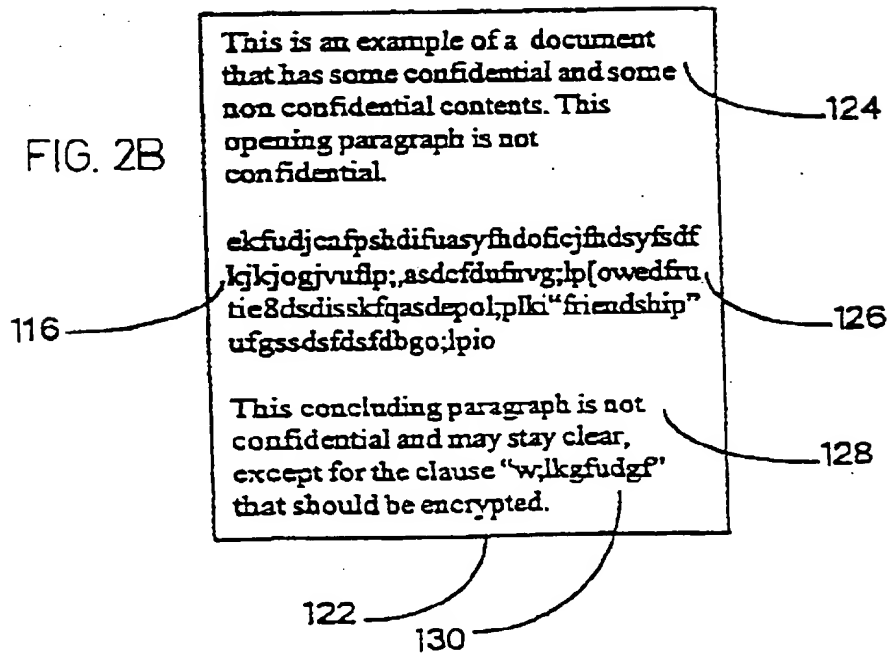 This is an example of a document
that has some confidential and some
non confidential contents. This
opening paragraph is not
confidential.
124
FIG. 2B
ekfudjcnfpshdifuasyfhdoficjfhdsyfsdf
kjkjogjvuflp;,asdcfdufnvg;lp[owedfru
tie8dsdisskfqasdepol;plki“friendship”
ufgssdsfdsfdbgo;lpio
116
126
This concluding paragraph is not
confidential and may stay clear,
except for the clause “w;lkgfudgf”
that should be encrypted.
128
122
130